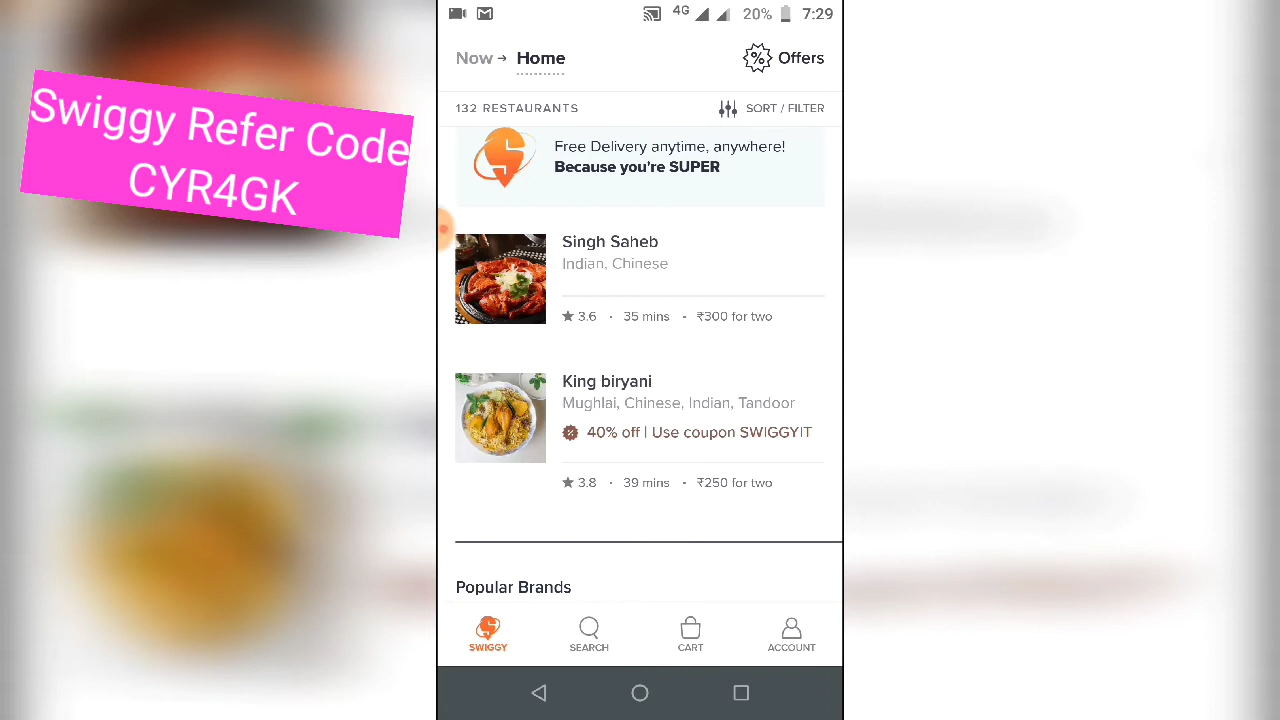 Swiggy Refer Code
CYR4GK
4G 20% 7:29
Now → Home
Offers
132 RESTAURANTS
SORT / FILTER
Free Delivery anytime, anywhere!
Because you're SUPER
Singh Saheb
Indian, Chinese
★ 3.6 · 35 mins · ₹300 for two
King biryani
Mughlai, Chinese, Indian, Tandoor
40% off | Use coupon SWIGGYIT
★ 3.8 · 39 mins · ₹250 for two
Popular Brands
SWIGGY SEARCH CART ACCOUNT